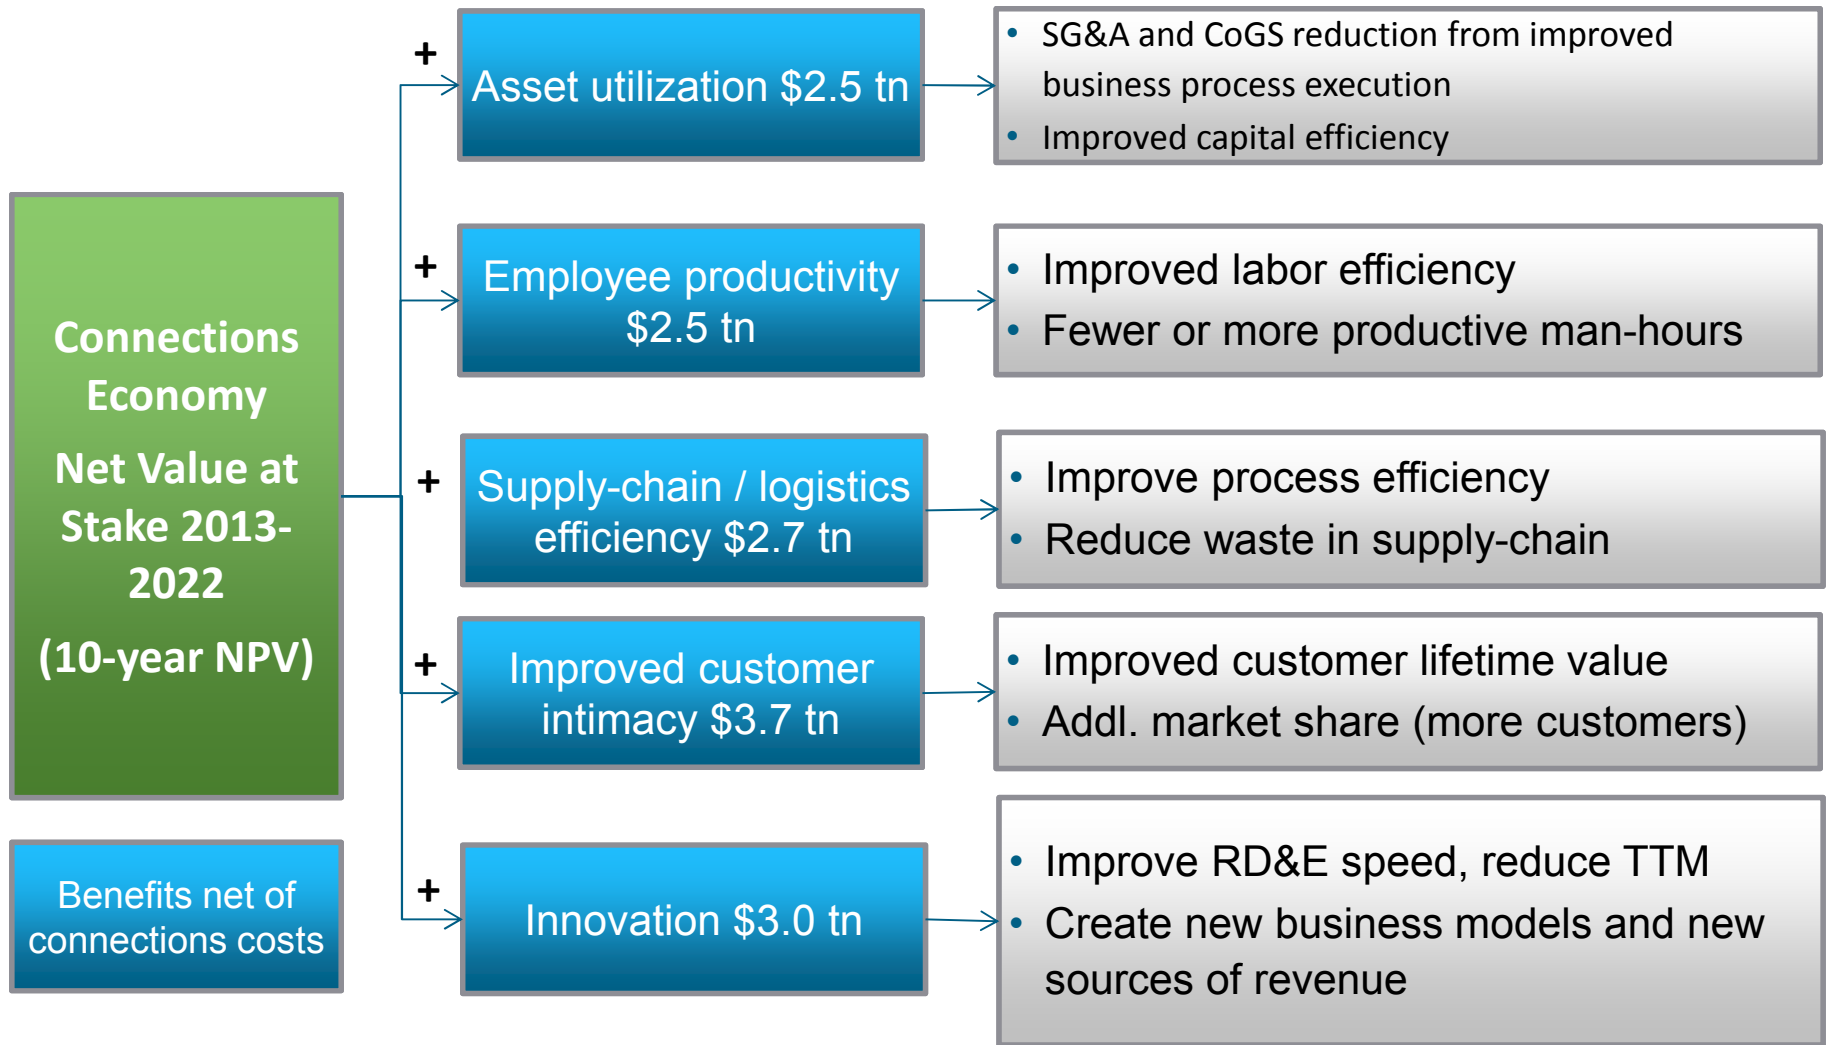 Connections
Economy
Net Value at
Stake 2013-
2022
(10-year NPV)
Benefits net of
connections costs
+
Asset utilization $2.5 tn
• SG&A and CoGS reduction from improved
business process execution
• Improved capital efficiency
+
Employee productivity
$2.5 tn
• Improved labor efficiency
• Fewer or more productive man-hours
+
Supply-chain / logistics
efficiency $2.7 tn
• Improve process efficiency
• Reduce waste in supply-chain
+
Improved customer
intimacy $3.7 tn
• Improved customer lifetime value
• Addl. market share (more customers)
+
Innovation $3.0 tn
• Improve RD&E speed, reduce TTM
• Create new business models and new
sources of revenue